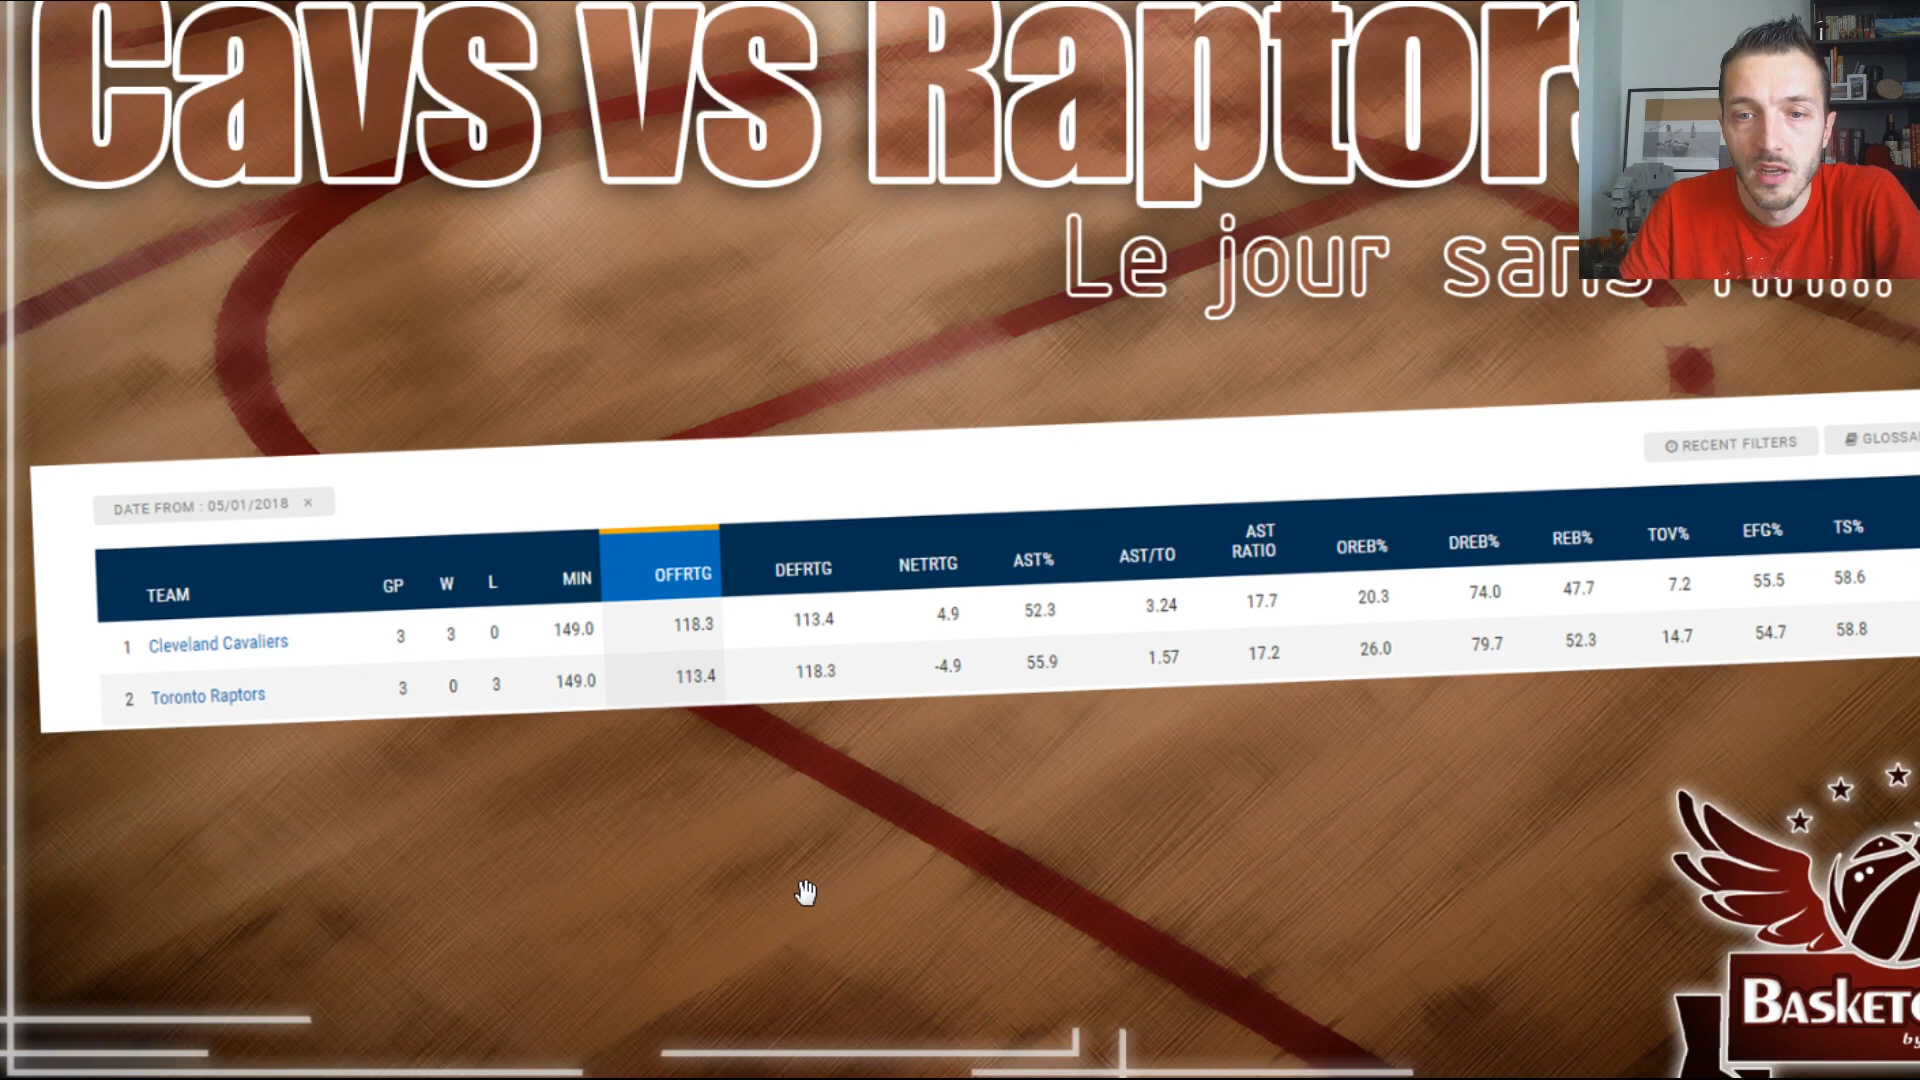 Cavs vs Raptors
Le jour sans fin...
RECENT FILTERS
DATE FROM : 05/01/2018 ×
TEAM GP W L MIN OFFRTG DEFRTG NETRTG AST% AST/TO AST RATIO OREB% DREB% REB% TOV% EFG% TS%
1 Cleveland Cavaliers 3 3 0 149.0 118.3 113.4 4.9 52.3 3.24 17.7 20.3 74.0 47.7 7.2 55.5 58.6
2 Toronto Raptors 3 0 3 149.0 113.4 118.3 -4.9 55.9 1.57 17.2 26.0 79.7 52.3 14.7 54.7 58.8
by